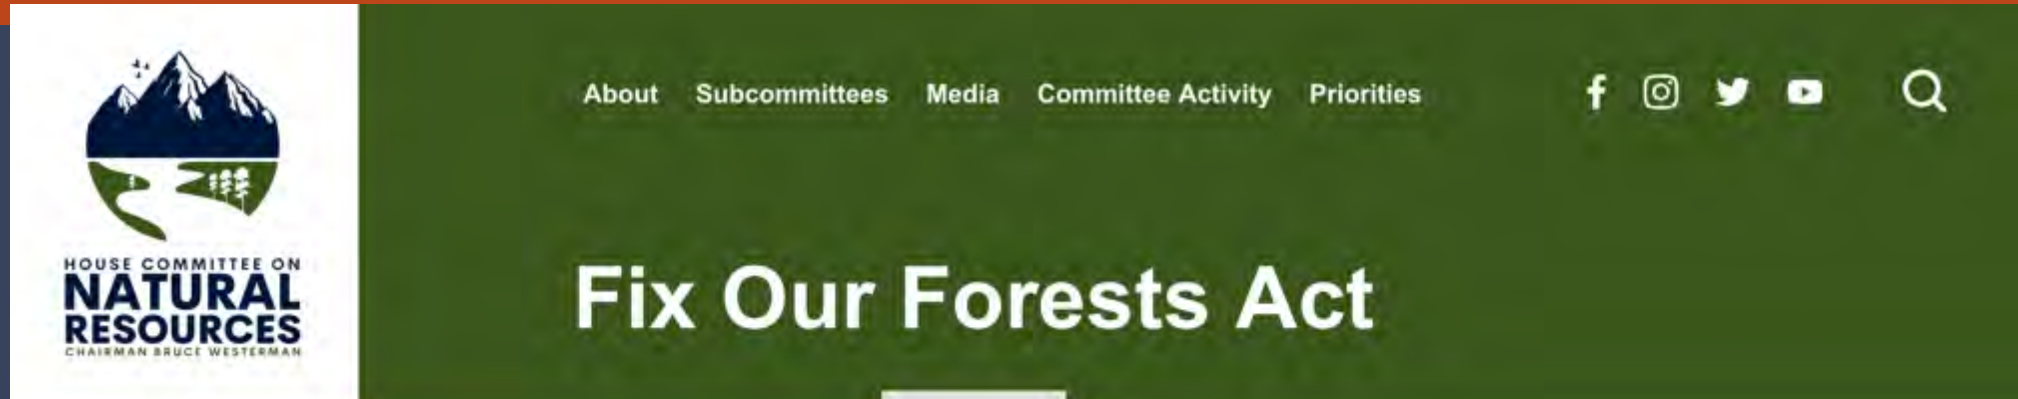 HOUSE COMMITTEE ON
NATURAL
RESOURCES
CHAIRMAN BRUCE WESTERMAN
About Subcommittees Media Committee Activity Priorities
Fix Our Forests Act